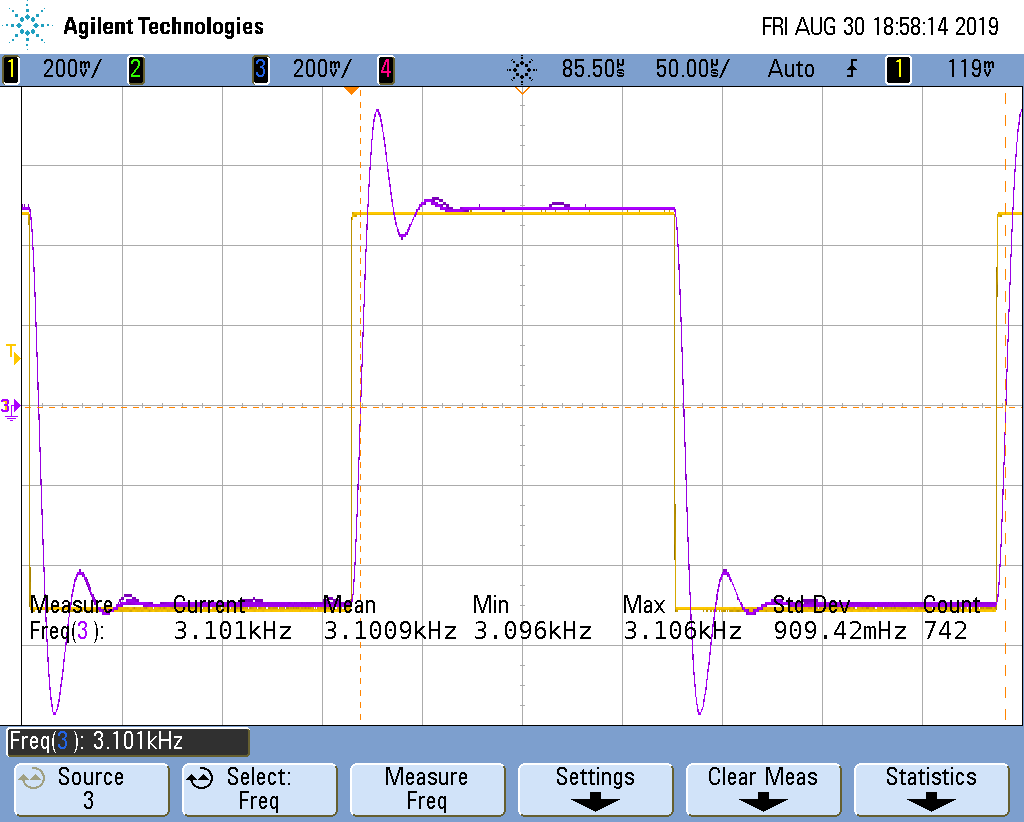 Agilent Technologies FRI AUG 30 18:58:14 2019
1 200mV/ 2 3 200mV/ 4 85.50µs 50.00µs/ Auto 1 119mV
T
3
Measure Current Mean Min Max Std Dev Count
Freq(3): 3.101kHz 3.1009kHz 3.096kHz 3.106kHz 909.42mHz 742
Freq(3): 3.101kHz
Source Select: Measure Settings Clear Meas Statistics
3 Freq Freq